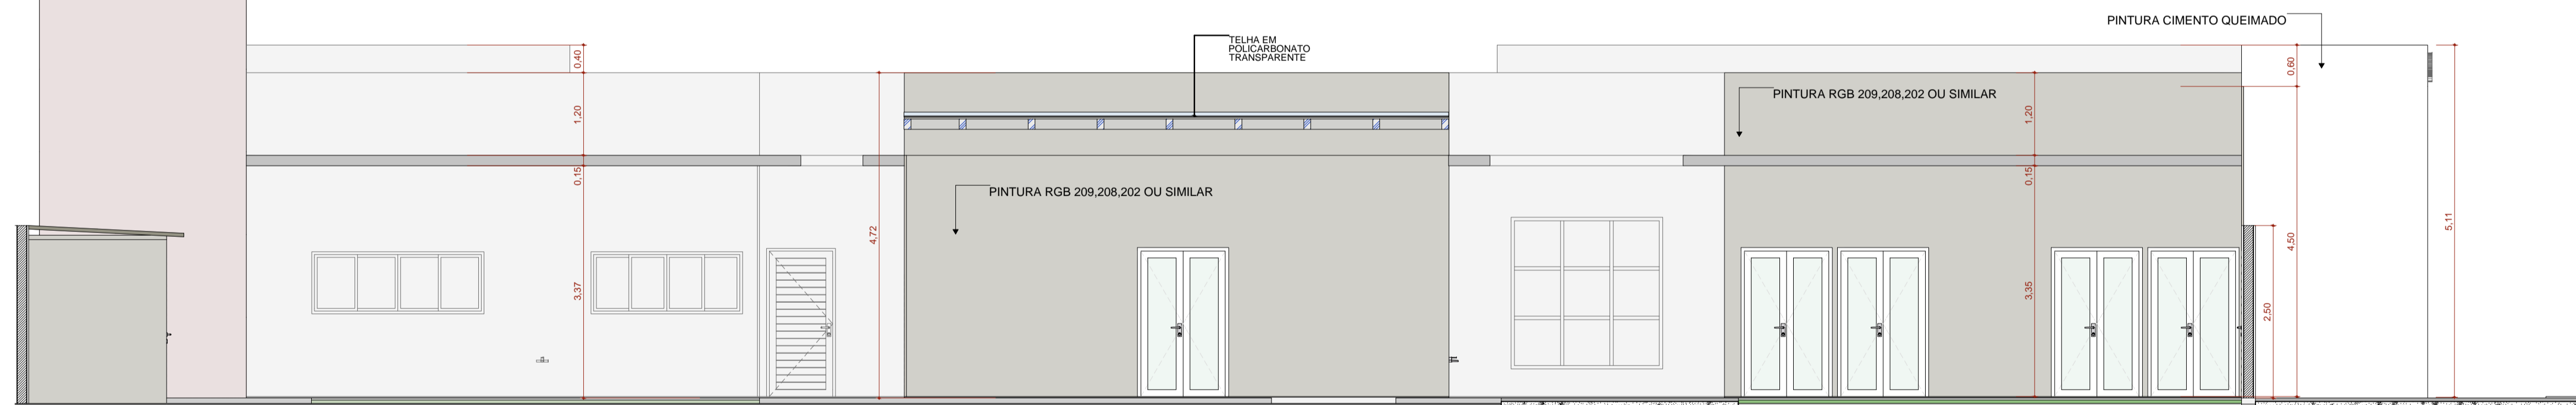 PINTURA CIMENTO QUEIMADO
TELHA EM
POLICARBONATO
TRANSPARENTE
0,40
0,60
PINTURA RGB 209,208,202 OU SIMILAR
1,20
1,20
0,15
0,15
PINTURA RGB 209,208,202 OU SIMILAR
4,72
4,50
5,11
3,37
3,35
2,50